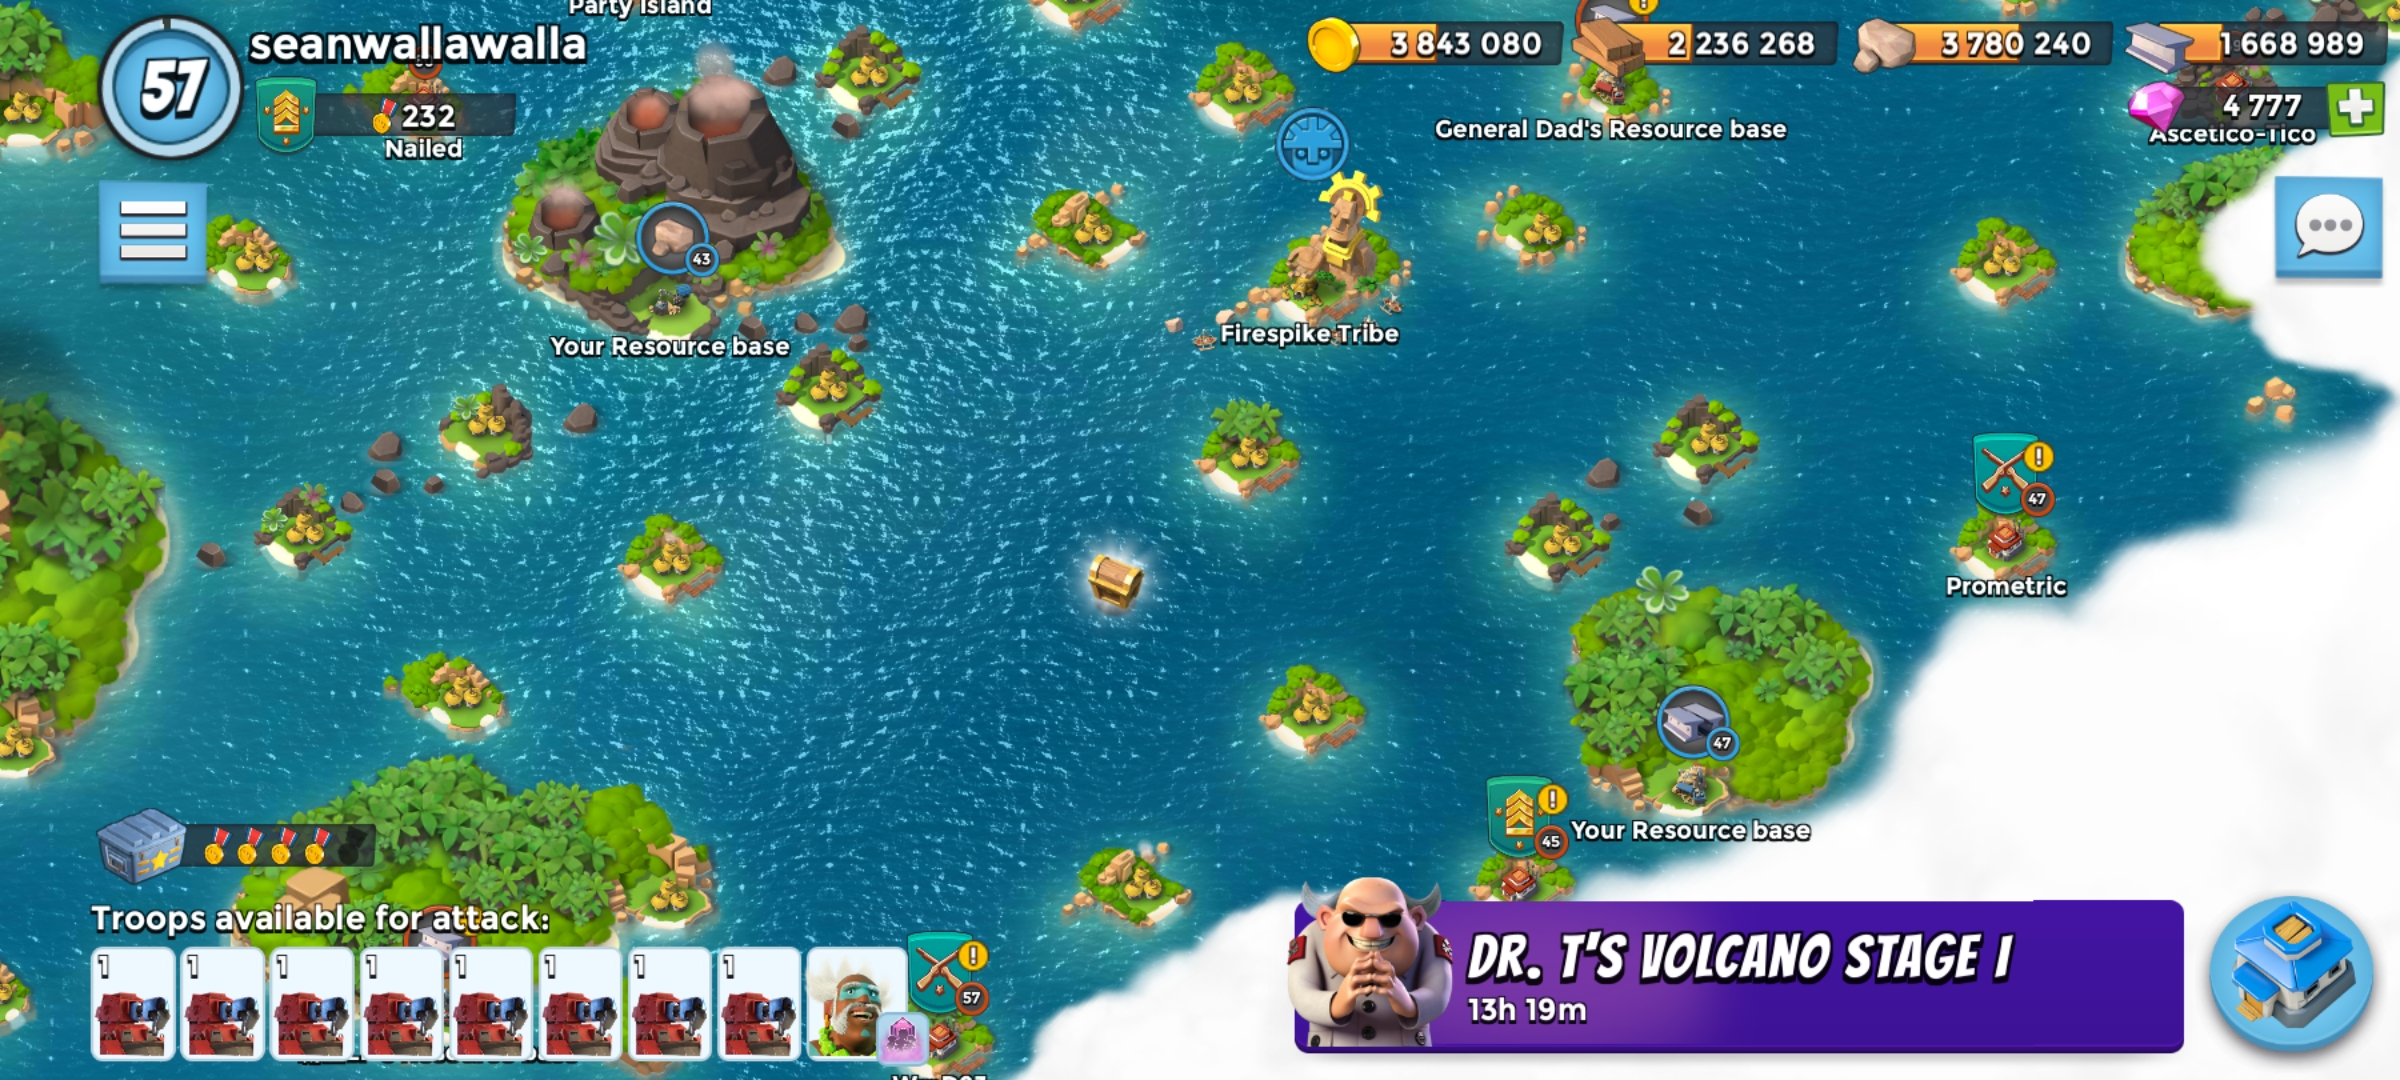 Party Island
57
seanwallawalla
232
Nailed
3 843 080
2 236 268
3 780 240
1 668 989
4 777
General Dad's Resource base
Ascetico-Tico
43
Your Resource base
Firespike Tribe
47
Prometric
47
45
Your Resource base
Troops available for attack:
1
1
1
1
1
1
1
1
57
DR. T'S VOLCANO STAGE I
13h 19m